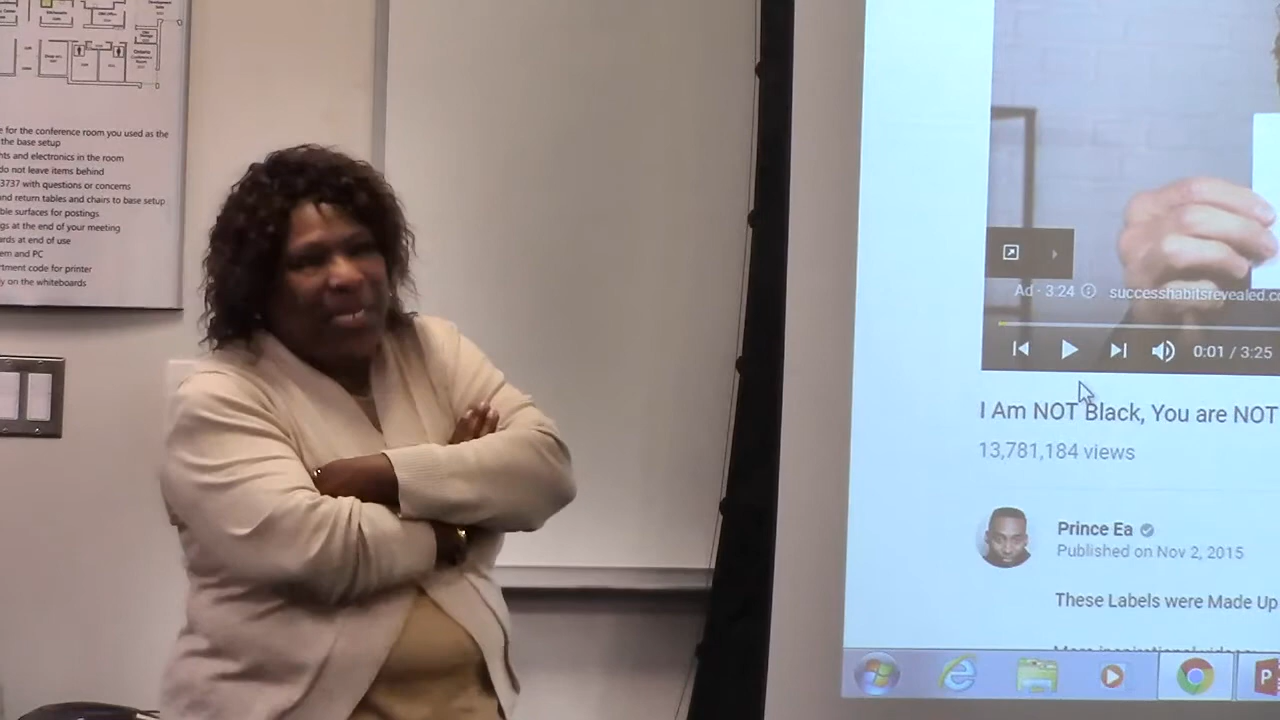 e for the conference room you used as the
the base setup
hts and electronics in the room
do not leave items behind
3737 with questions or concerns
and return tables and chairs to base setup
ble surfaces for postings
gs at the end of your meeting
ards at end of use
em and PC
rtment code for printer
ly on the whiteboards
Ad · 3:24
successhabitsrevealed.co
0:01 / 3:25
I Am NOT Black, You are NOT
13,781,184 views
Prince Ea
Published on Nov 2, 2015
These Labels were Made Up